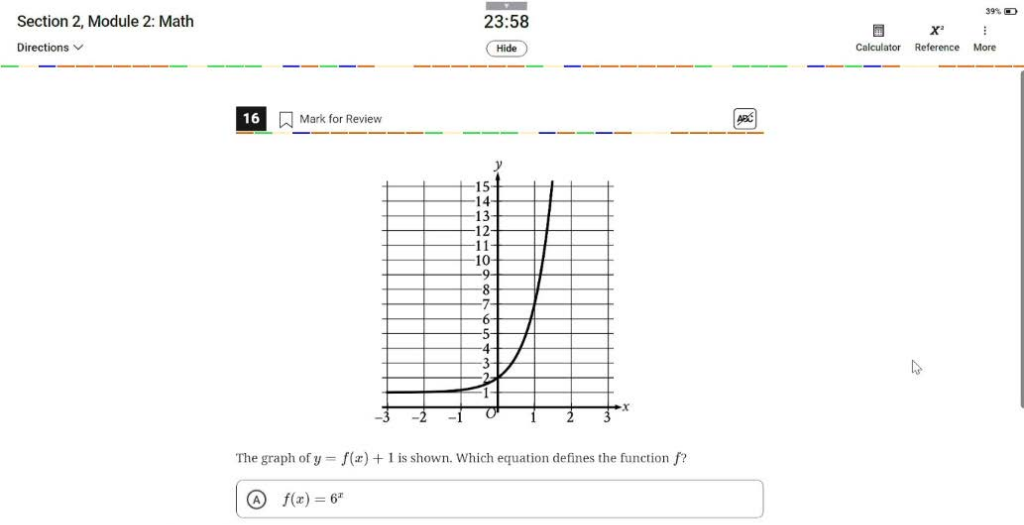 39%
Section 2, Module 2: Math
23:58
Directions
Hide
Calculator
X²
Reference
More
16
Mark for Review
ABC
y
15
14
13
12
11
10
9
8
7
6
5
4
3
2
1
-3 -2 -1 O 1 2 3 x
The graph of y = f(x) + 1 is shown. Which equation defines the function f?
A f(x) = 6ˣ